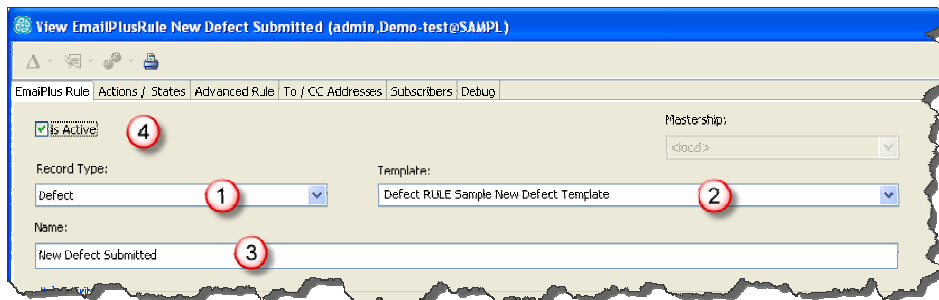 View EmailPlusRule New Defect Submitted (admin,Demo-test@SAMPL)
EmailPlus Rule Actions / States Advanced Rule To / CC Addresses Subscribers Debug
is Active 4 Mastership:
<local>
Record Type: Template:
Defect 1 Defect RULE Sample New Defect Template 2
Name:
New Defect Submitted 3